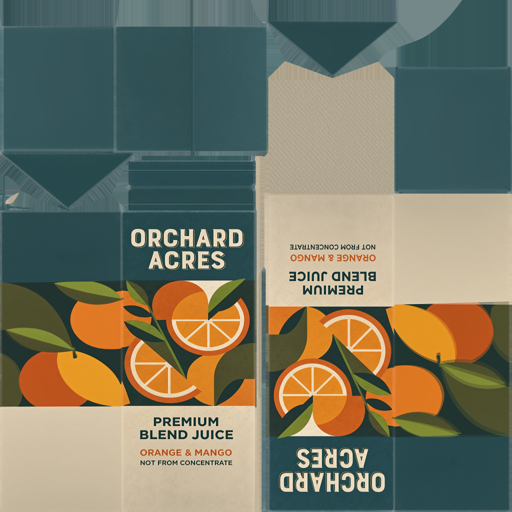 ORCHARD
ACRES
PREMIUM
BLEND JUICE
ORANGE & MANGO
NOT FROM CONCENTRATE
ORCHARD
ACRES
PREMIUM
BLEND JUICE
ORANGE & MANGO
NOT FROM CONCENTRATE